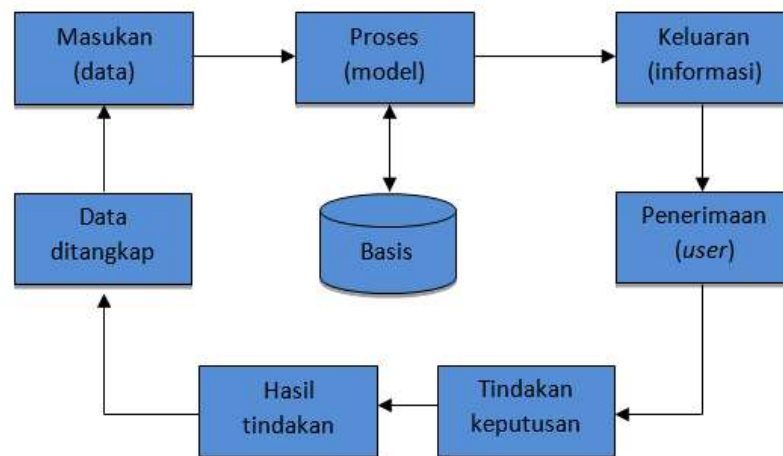 Masukan
(data)
Proses
(model)
Keluaran
(informasi)
Data
ditangkap
Basis
Penerimaan
(user)
Hasil
tindakan
Tindakan
keputusan